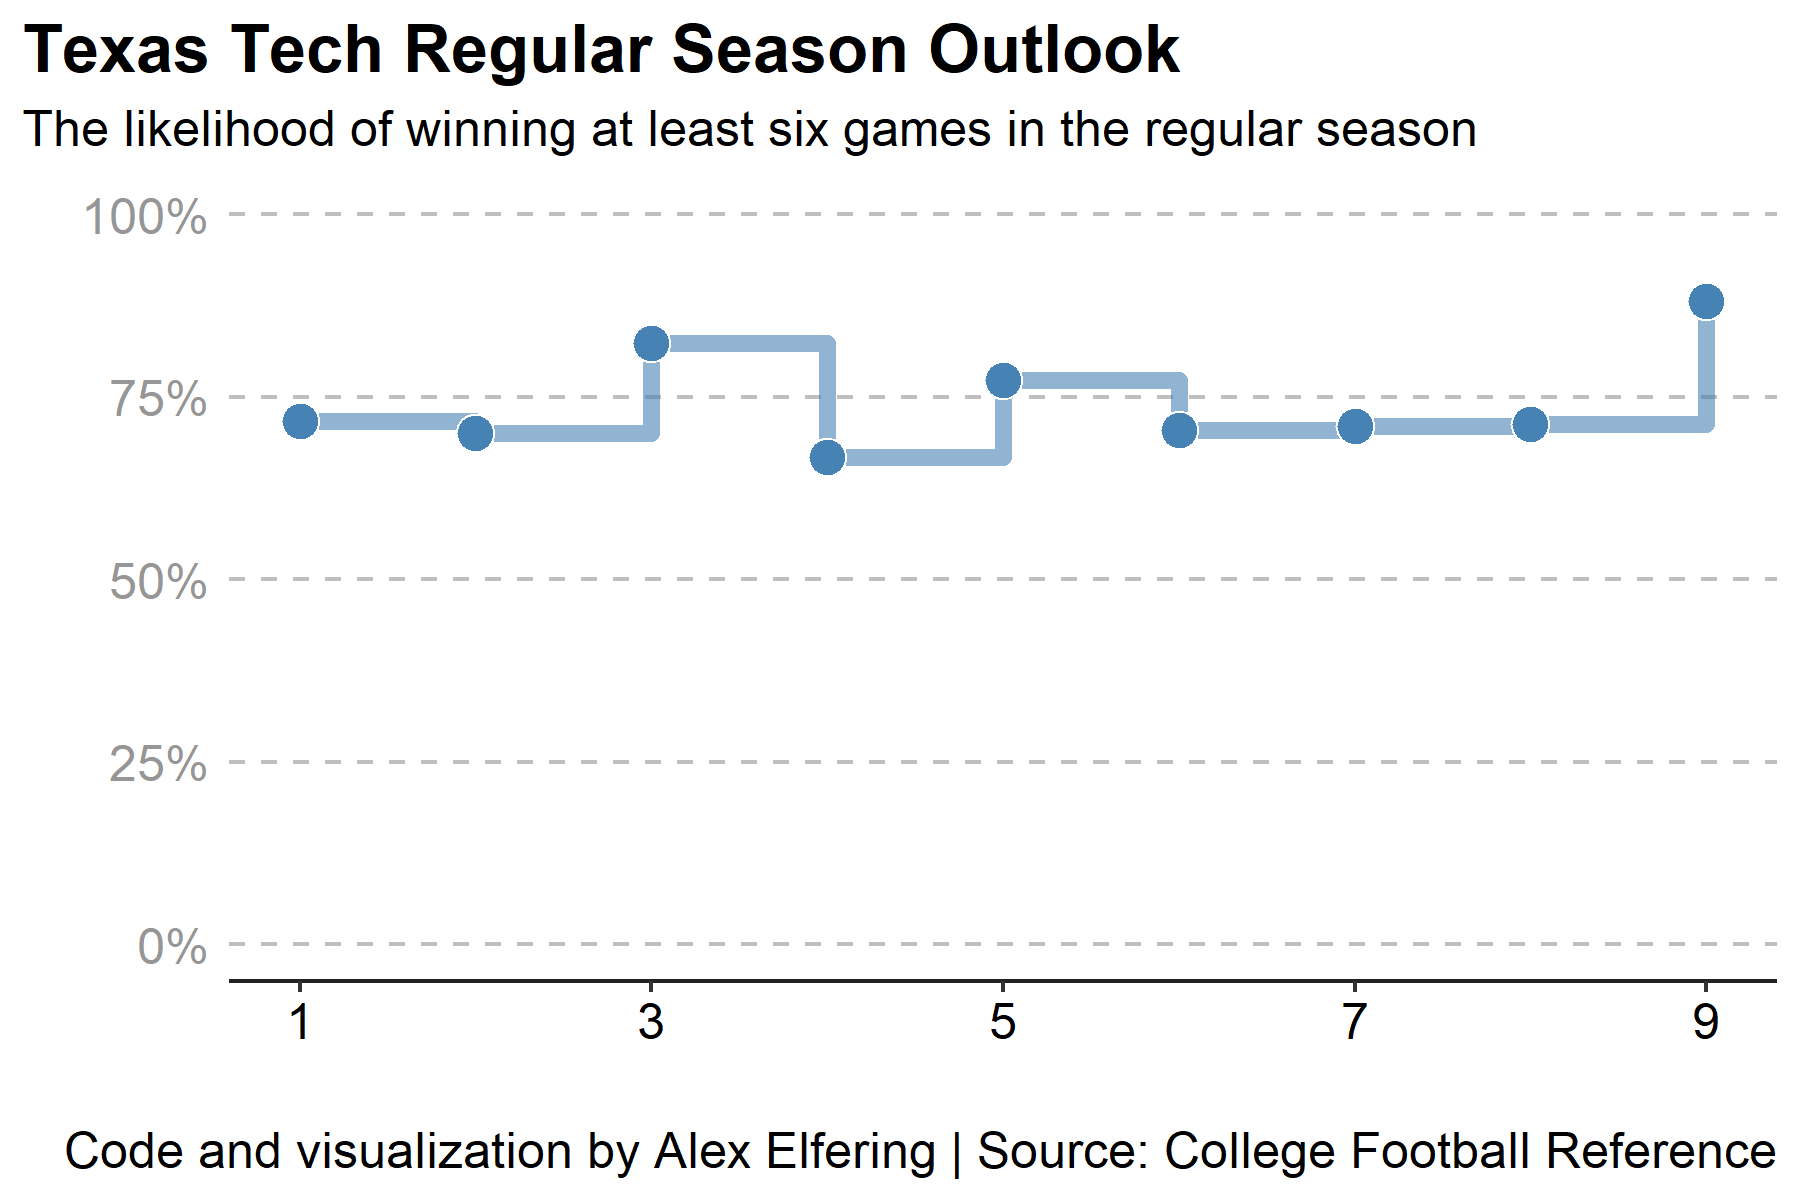 Texas Tech Regular Season Outlook
The likelihood of winning at least six games in the regular season
100%
75%
50%
25%
0%
1 3 5 7 9
Code and visualization by Alex Elfering | Source: College Football Reference